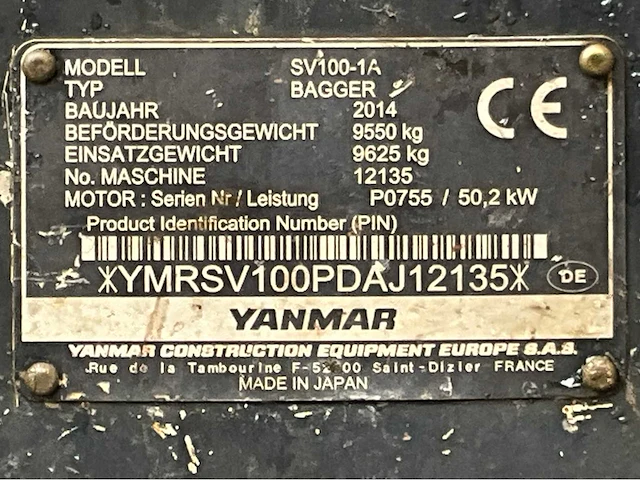 MODELL SV100-1A
TYP BAGGER
BAUJAHR 2014
BEFÖRDERUNGSGEWICHT 9550 kg
EINSATZGEWICHT 9625 kg
No. MASCHINE 12135
MOTOR : Serien Nr / Leistung P0755 / 50,2 kW
CE
Product Identification Number (PIN)
*YMRSV100PDAJ12135*
DE
YANMAR
YANMAR CONSTRUCTION EQUIPMENT EUROPE S.A.S.
Rue de la Tambourine Saint-Dizier FRANCE
MADE IN JAPAN